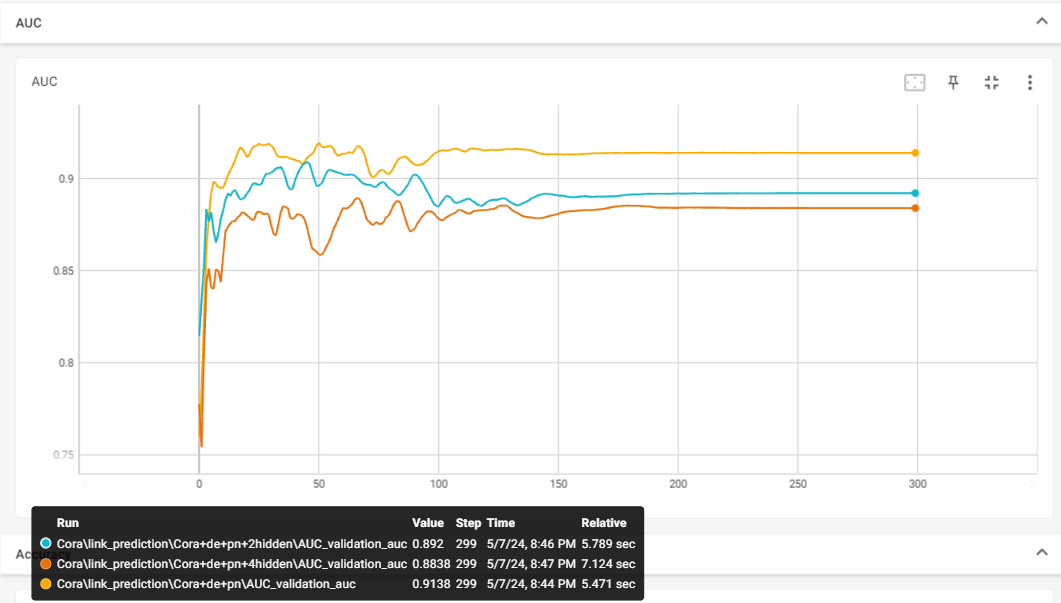 AUC
AUC
0.9
0.85
0.8
0.75
0 50 100 150 200 250 300
Run Value Step Time Relative
Cora\link_prediction\Cora+de+pn+2hidden\AUC_validation_auc 0.892 299 5/7/24, 8:46 PM 5.789 sec
Cora\link_prediction\Cora+de+pn+4hidden\AUC_validation_auc 0.8838 299 5/7/24, 8:47 PM 7.124 sec
Cora\link_prediction\Cora+de+pn\AUC_validation_auc 0.9138 299 5/7/24, 8:44 PM 5.471 sec
Accuracy